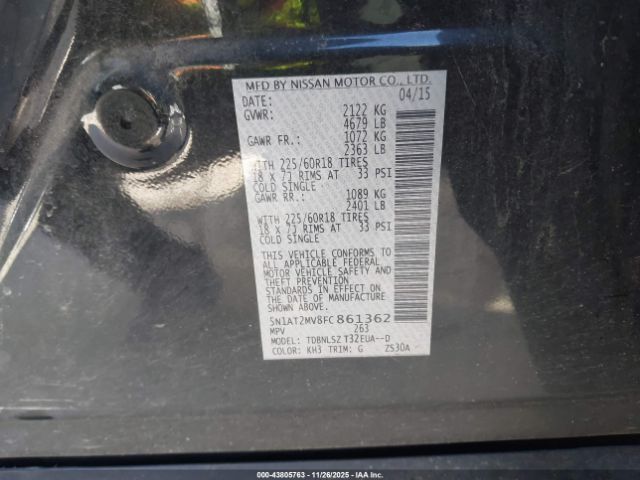 MFD BY NISSAN MOTOR CO., LTD.
DATE: 04/15
GVWR: 2122 KG
4679 LB
GAWR FR.: 1072 KG
2363 LB
WITH 225/60R18 TIRES
18 x 7J RIMS AT 33 PSI
COLD SINGLE
GAWR RR.: 1089 KG
2401 LB
WITH 225/60R18 TIRES
18 x 7J RIMS AT 33 PSI
COLD SINGLE
THIS VEHICLE CONFORMS TO
ALL APPLICABLE FEDERAL
MOTOR VEHICLE SAFETY AND
THEFT PREVENTION
STANDARDS IN EFFECT ON
THE DATE OF MANUFACTURE
SHOWN ABOVE.
5N1AT2MV8FC861362
MPV 263
MODEL: TDBNLSZ T32EUA--D
COLOR: KH3 TRIM: G ZS30A
000-43805763 | 11/26/2025 | IAAI.COM